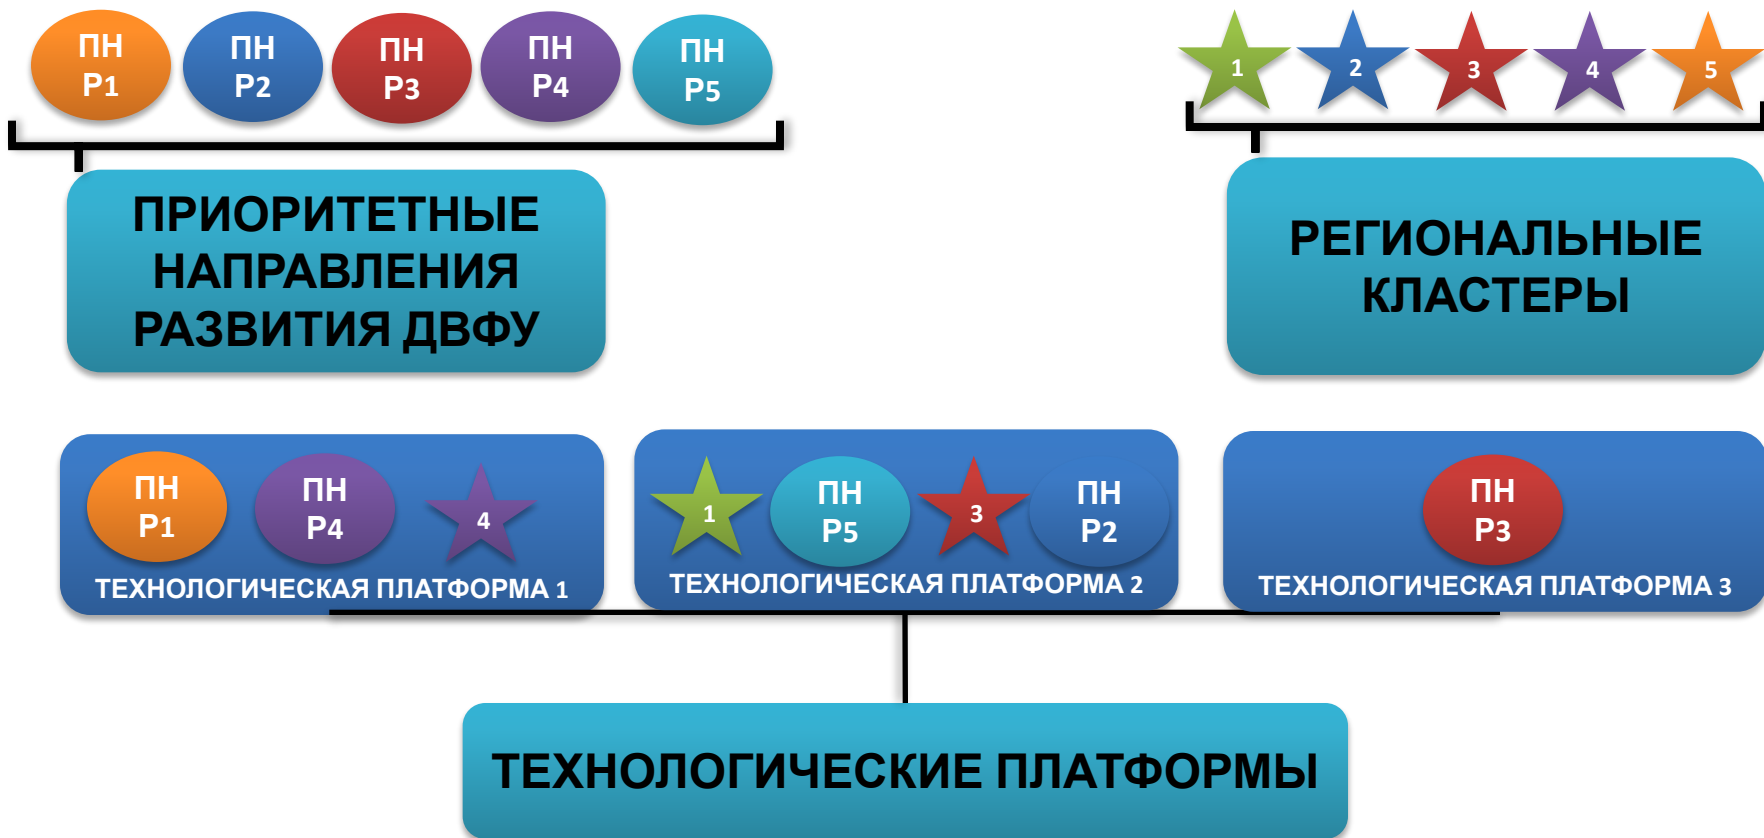 ПН
Р1
ПН
Р2
ПН
Р3
ПН
Р4
ПН
Р5
1
2
3
4
5
ПРИОРИТЕТНЫЕ
НАПРАВЛЕНИЯ
РАЗВИТИЯ ДВФУ
РЕГИОНАЛЬНЫЕ
КЛАСТЕРЫ
ПН
Р1
ПН
Р4
4
ТЕХНОЛОГИЧЕСКАЯ ПЛАТФОРМА 1
1
ПН
Р5
3
ПН
Р2
ТЕХНОЛОГИЧЕСКАЯ ПЛАТФОРМА 2
ПН
Р3
ТЕХНОЛОГИЧЕСКАЯ ПЛАТФОРМА 3
ТЕХНОЛОГИЧЕСКИЕ ПЛАТФОРМЫ